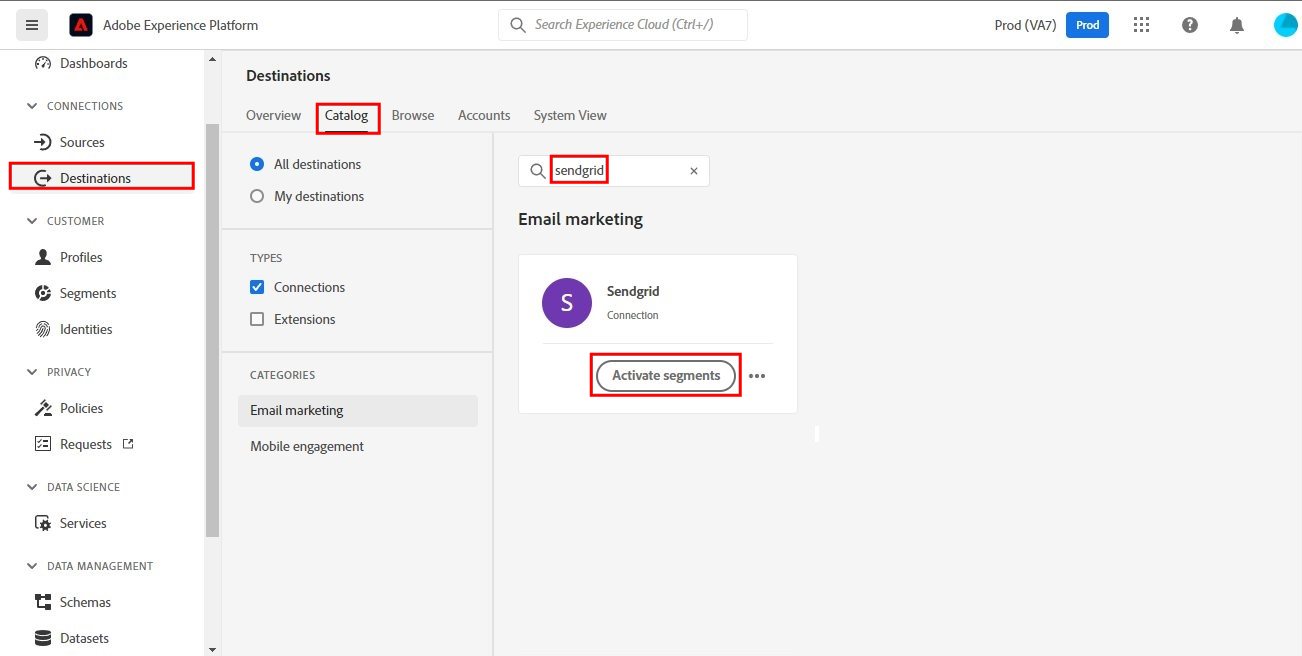 Adobe Experience Platform
Search Experience Cloud (Ctrl+/)
Prod (VA7)
Prod
Dashboards
CONNECTIONS
Sources
Destinations
CUSTOMER
Profiles
Segments
Identities
PRIVACY
Policies
Requests
DATA SCIENCE
Services
DATA MANAGEMENT
Schemas
Datasets
Destinations
Overview Catalog Browse Accounts System View
All destinations
My destinations
TYPES
Connections
Extensions
CATEGORIES
Email marketing
Mobile engagement
sendgrid
Email marketing
S
Sendgrid
Connection
Activate segments